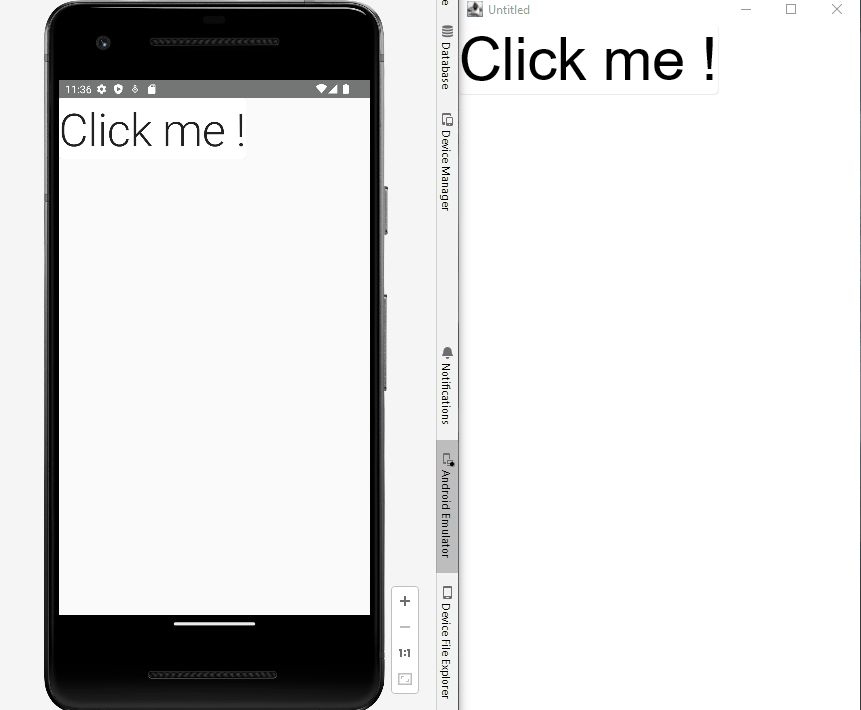 11:36
Click me !
Database
Device Manager
Notifications
Android Emulator
Device File Explorer
1:1
Untitled
Click me !